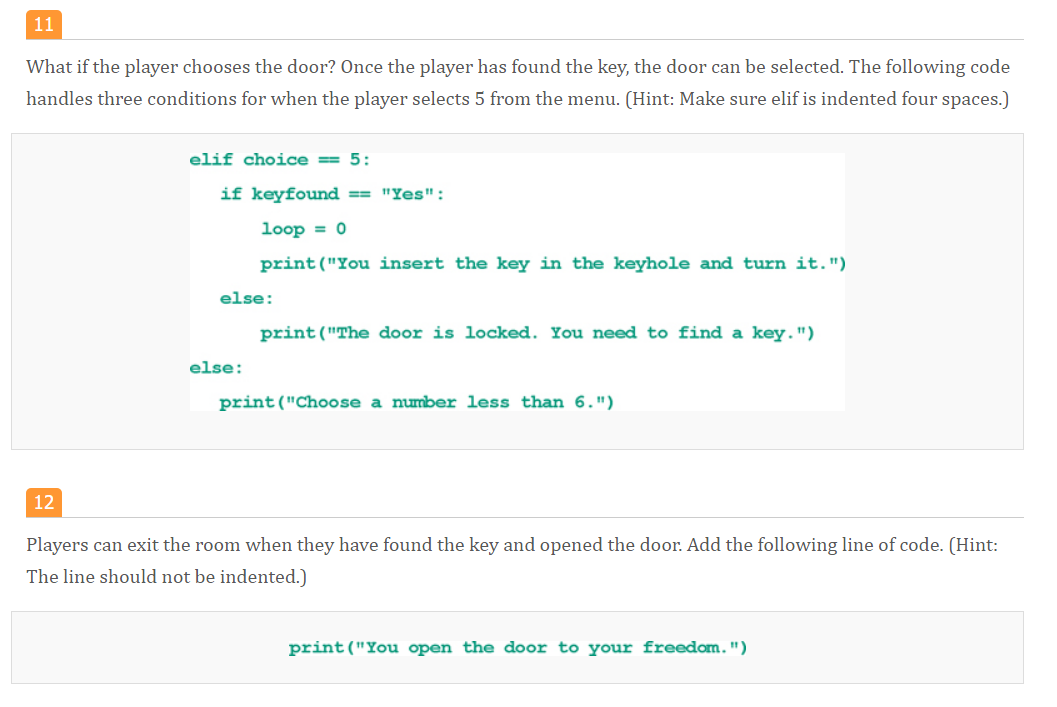 11
What if the player chooses the door? Once the player has found the key, the door can be selected. The following code
handles three conditions for when the player selects 5 from the menu. (Hint: Make sure elif is indented four spaces.)
elif choice == 5:
if keyfound == "Yes":
loop = 0
print("You insert the key in the keyhole and turn it.")
else:
print("The door is locked. You need to find a key.")
else:
print("Choose a number less than 6.")
12
Players can exit the room when they have found the key and opened the door. Add the following line of code. (Hint:
The line should not be indented.)
print("You open the door to your freedom.")